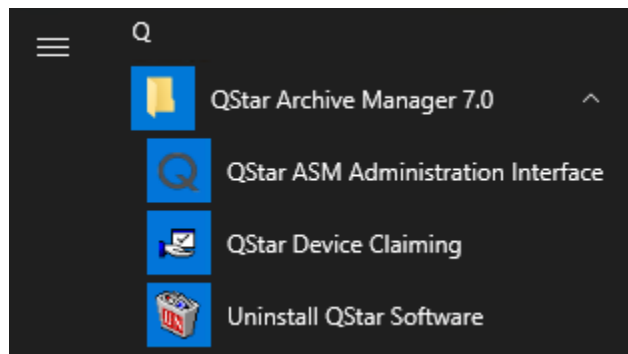 Q
QStar Archive Manager 7.0
QStar ASM Administration Interface
QStar Device Claiming
Uninstall QStar Software